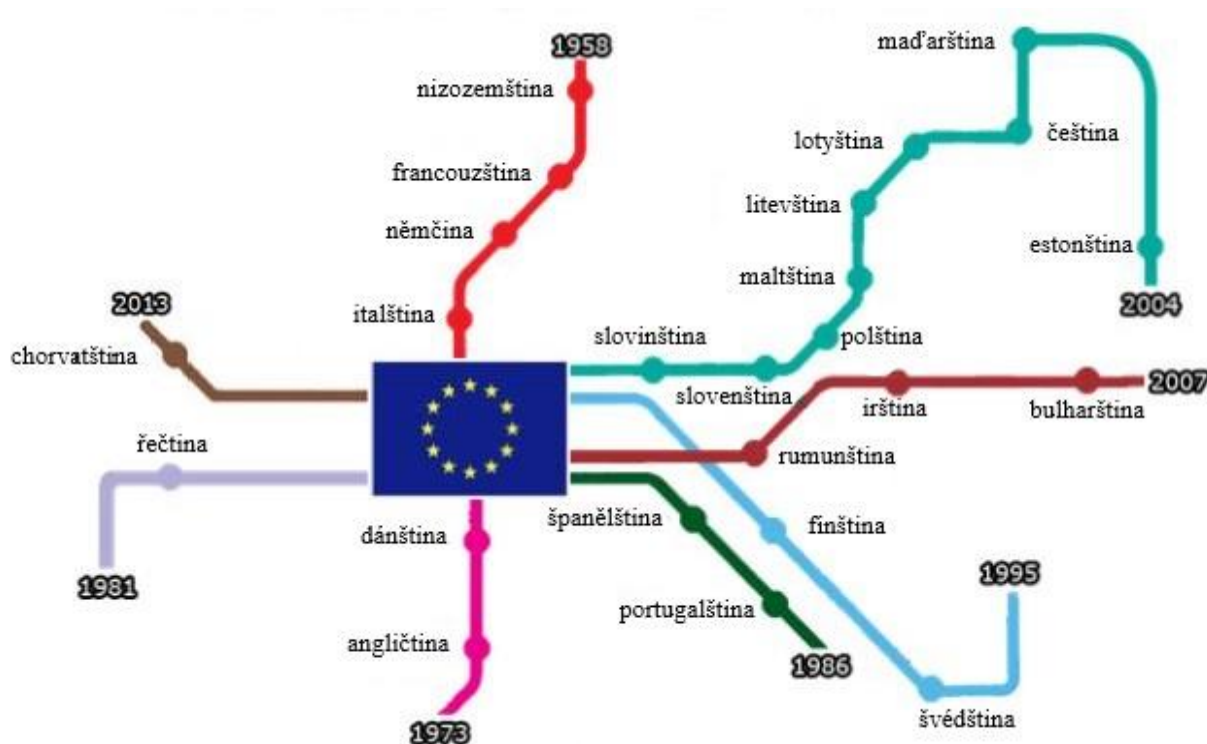 1958
nizozemština
francouzština
němčina
italština
maďarština
čeština
lotyština
litevština
estonština
maltština
2004
2013
chorvatština
slovinština
polština
slovenština
irština
bulharština
2007
řečtina
rumunština
1981
dánština
španělština
finština
angličtina
portugalština
1995
1986
1973
švédština